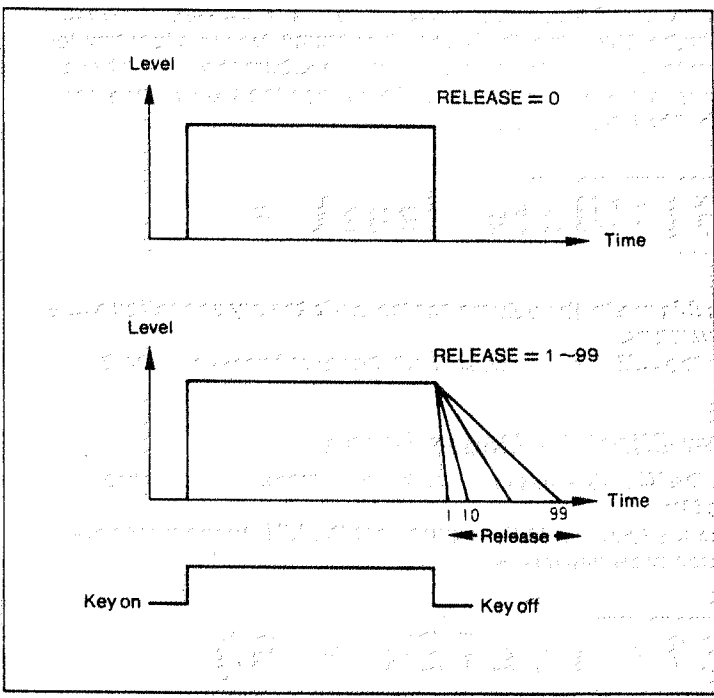 Level
RELEASE = 0
Time
Level
RELEASE = 1 ~99
Time
1 10 99
Release
Key on
Key off